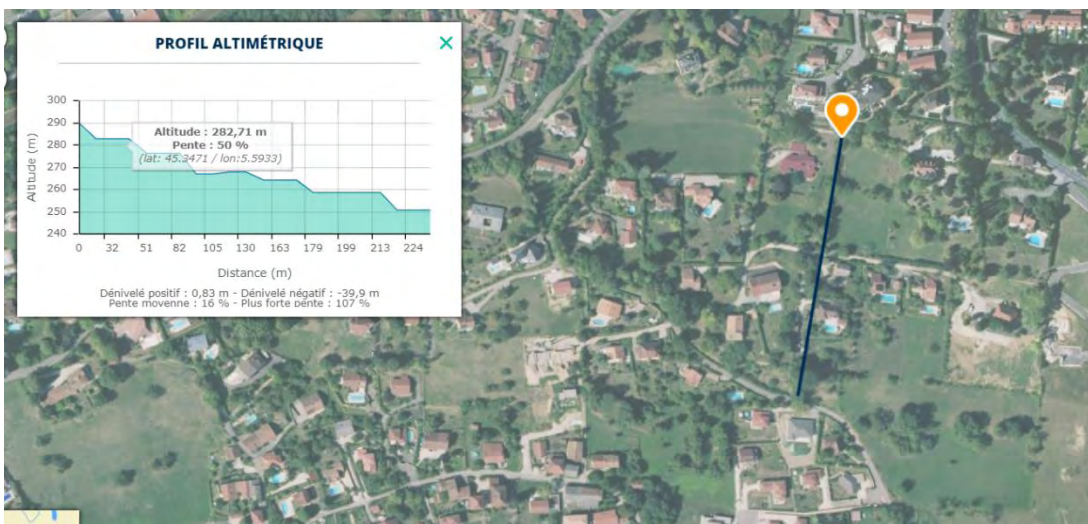 PROFIL ALTIMÉTRIQUE
300
290
280
270
260
250
240
Altitude (m)
Altitude : 282,71 m
Pente : 50 %
(lat: 45.3471 / lon:5.5933)
0 32 51 82 105 130 163 179 199 213 224
Distance (m)
Dénivelé positif : 0,83 m - Dénivelé négatif : -39,9 m
Pente moyenne : 16 % - Plus forte pente : 107 %